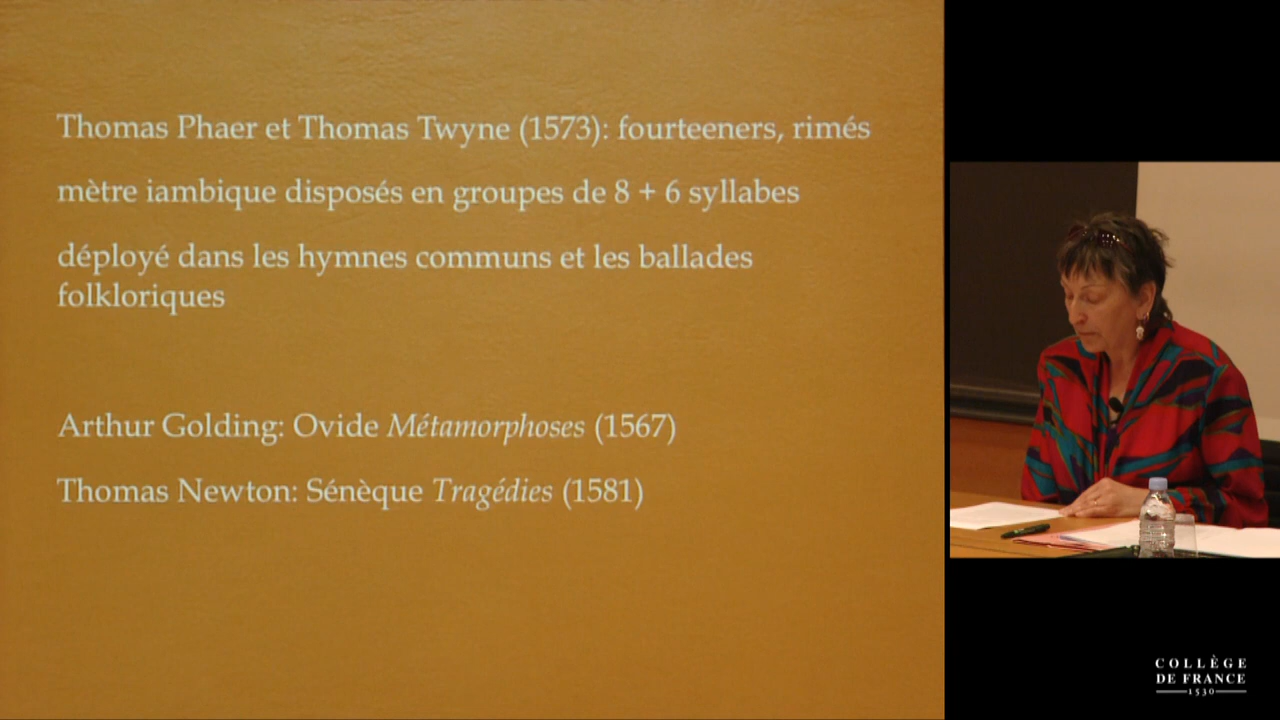 Thomas Phaer et Thomas Twyne (1573): fourteeners, rimés
mètre iambique disposés en groupes de 8 + 6 syllabes
déployé dans les hymnes communs et les ballades
folkloriques
Arthur Golding: Ovide Métamorphoses (1567)
Thomas Newton: Sénèque Tragédies (1581)
COLLÈGE
DE FRANCE
1530